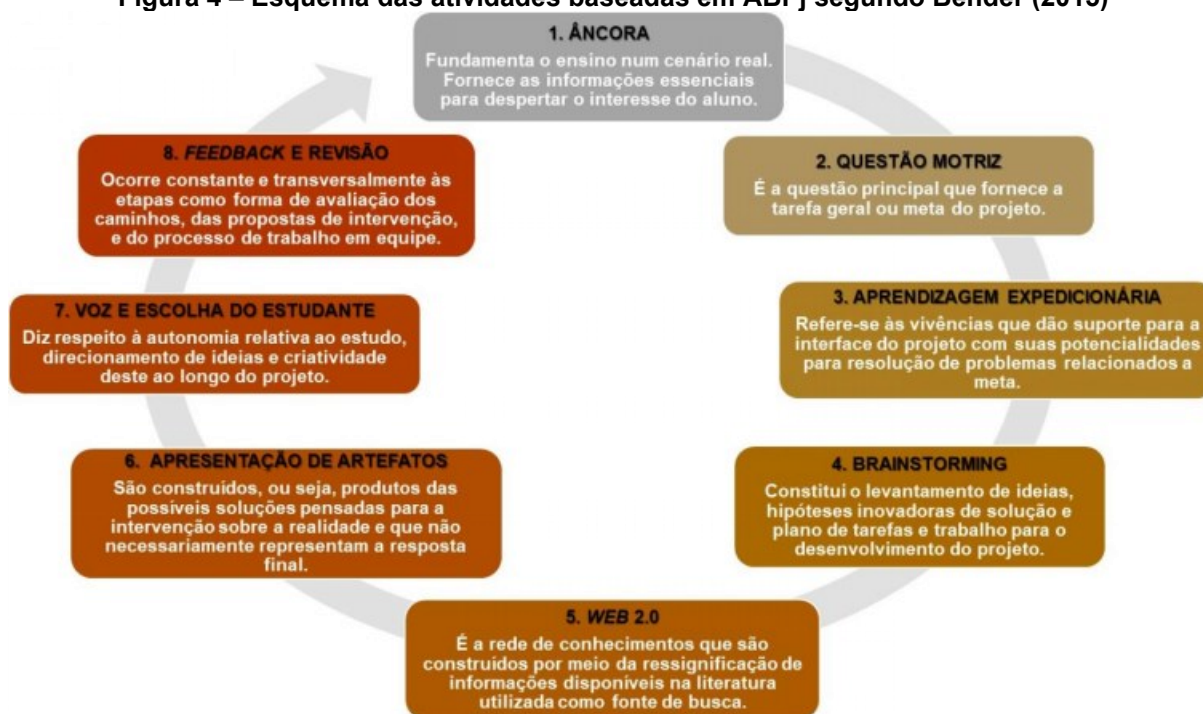 Figura 4 – Esquema das atividades baseadas em ABPj segundo Bender (2015)
1. ÂNCORA
Fundamenta o ensino num cenário real.
Fornece as informações essenciais
para despertar o interesse do aluno.
2. QUESTÃO MOTRIZ
É a questão principal que fornece a
tarefa geral ou meta do projeto.
3. APRENDIZAGEM EXPEDICIONÁRIA
Refere-se às vivências que dão suporte para a
interface do projeto com suas potencialidades
para resolução de problemas relacionados a
meta.
4. BRAINSTORMING
Constitui o levantamento de ideias,
hipóteses inovadoras de solução e
plano de tarefas e trabalho para o
desenvolvimento do projeto.
5. WEB 2.0
É a rede de conhecimentos que são
construídos por meio da ressignificação de
informações disponíveis na literatura
utilizada como fonte de busca.
6. APRESENTAÇÃO DE ARTEFATOS
São construídos, ou seja, produtos das
possíveis soluções pensadas para a
intervenção sobre a realidade e que não
necessariamente representam a resposta
final.
7. VOZ E ESCOLHA DO ESTUDANTE
Diz respeito à autonomia relativa ao estudo,
direcionamento de ideias e criatividade
deste ao longo do projeto.
8. FEEDBACK E REVISÃO
Ocorre constante e transversalmente às
etapas como forma de avaliação dos
caminhos, das propostas de intervenção,
e do processo de trabalho em equipe.